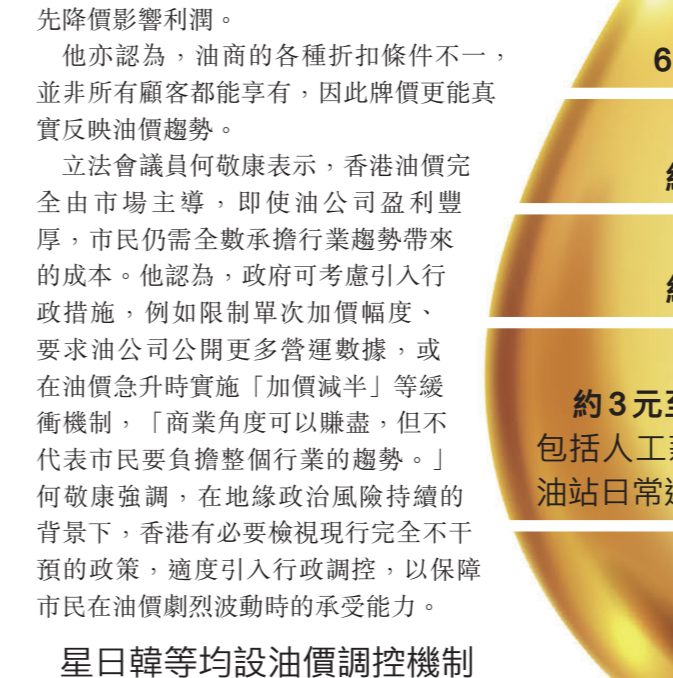 先降價影響利潤。
他亦認為，油商的各種折扣條件不一，
並非所有顧客都能享有，因此牌價更能真
實反映油價趨勢。
立法會議員何敬康表示，香港油價完
全由市場主導，即使油公司盈利豐
厚，市民仍需全數承擔行業趨勢帶來
的成本。他認為，政府可考慮引入行
政措施，例如限制單次加價幅度、
要求油公司公開更多營運數據，或
在油價急升時實施「加價減半」等緩
衝機制，「商業角度可以賺盡，但不
代表市民要負擔整個行業的趨勢。」
何敬康強調，在地緣政治風險持續的
背景下，香港有必要檢視現行完全不干
預的政策，適度引入行政調控，以保障
市民在油價劇烈波動時的承受能力。
星日韓等均設油價調控機制
6
約3元
包括人工
油站日常